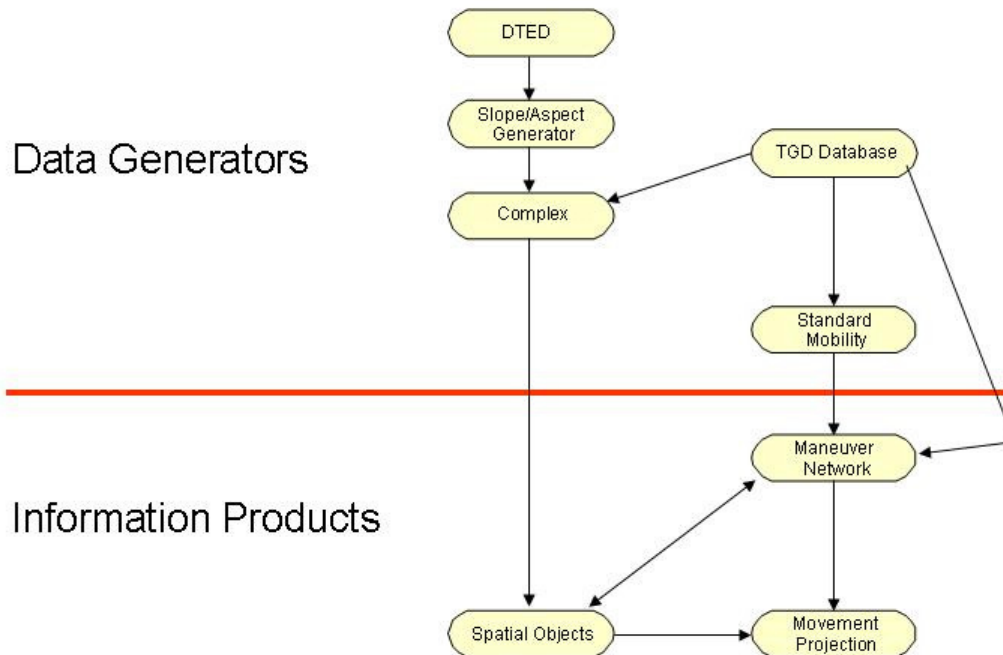 DTED
Slope/Aspect
Generator
Data Generators
TGD Database
Complex
Standard
Mobility
Maneuver
Network
Information Products
Spatial Objects
Movement
Projection